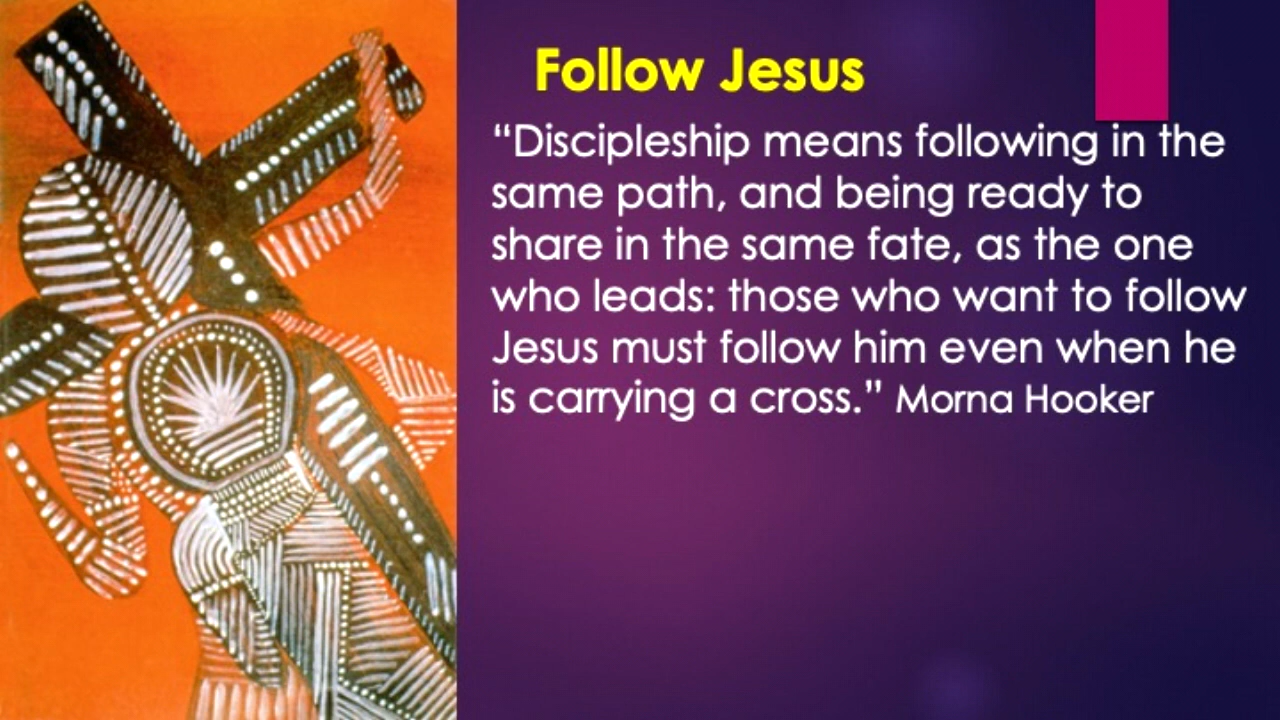 Follow Jesus
“Discipleship means following in the
same path, and being ready to
share in the same fate, as the one
who leads: those who want to follow
Jesus must follow him even when he
is carrying a cross.” Morna Hooker